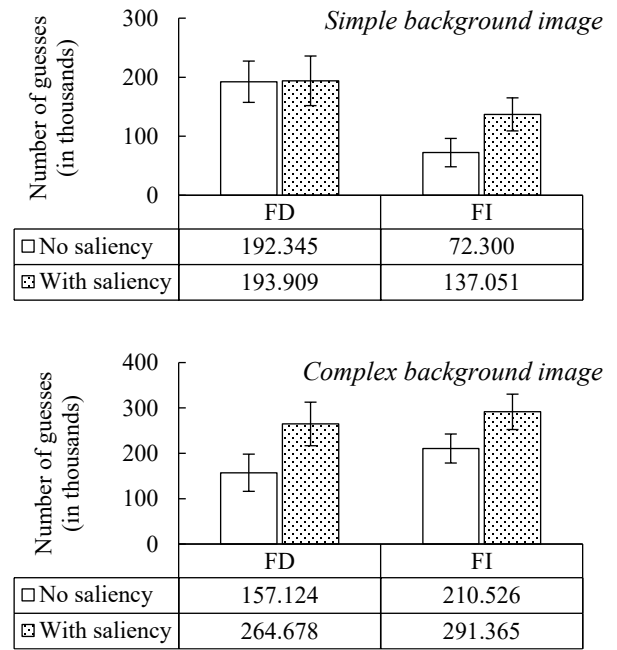 Simple background image
Number of guesses
(in thousands)
300
200
100
0
FD FI
No saliency 192.345 72.300
With saliency 193.909 137.051
Complex background image
Number of guesses
(in thousands)
400
300
200
100
0
FD FI
No saliency 157.124 210.526
With saliency 264.678 291.365